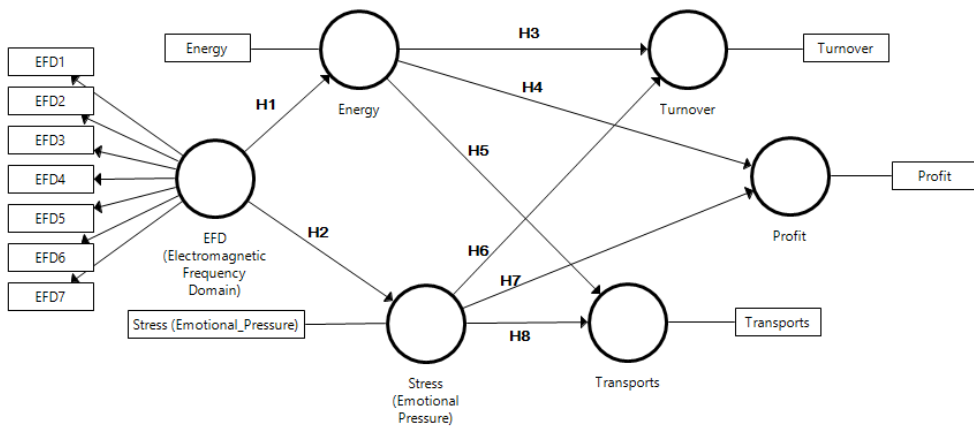 EFD1
EFD2
EFD3
EFD4
EFD5
EFD6
EFD7
EFD
(Electromagnetic
Frequency
Domain)
H1
H2
Energy
Energy
Stress (Emotional_Pressure)
Stress
(Emotional
Pressure)
H3
H4
H5
H6
H7
H8
Turnover
Turnover
Profit
Profit
Transports
Transports